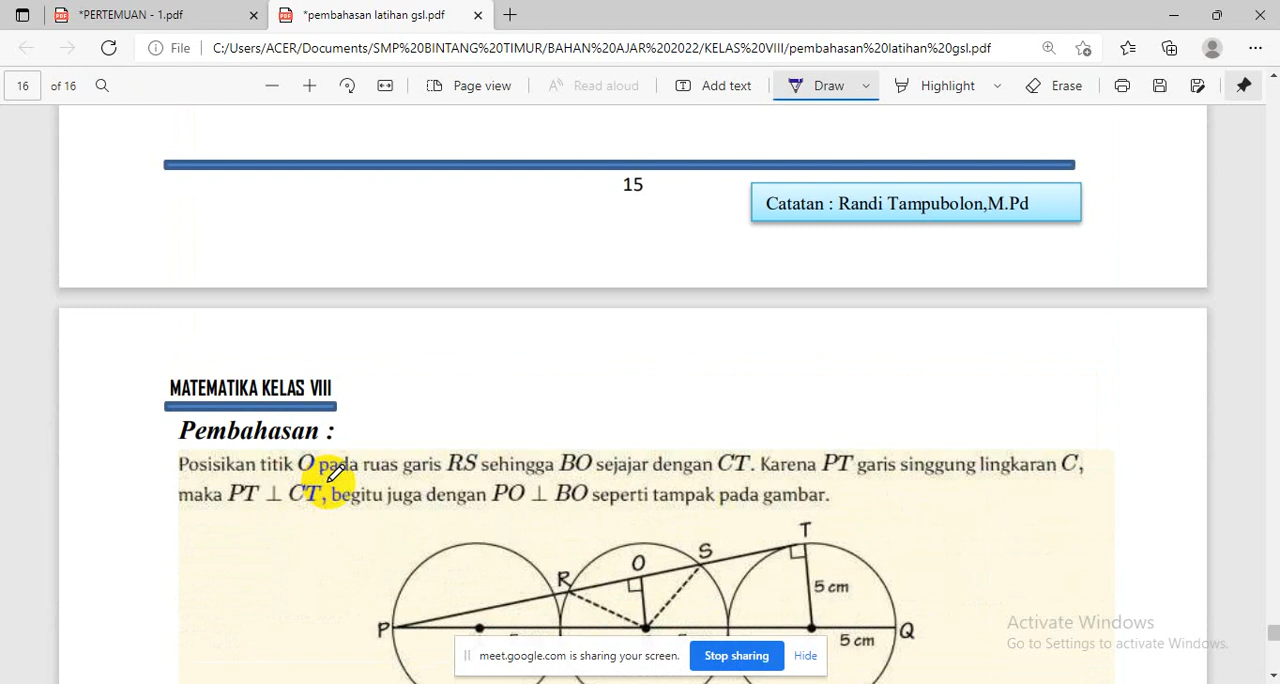 *PERTEMUAN - 1.pdf
*pembahasan latihan gsl.pdf
File
C:/Users/ACER/Documents/SMP%20BINTANG%20TIMUR/BAHAN%20AJAR%202022/KELAS%20VIII/pembahasan%20latihan%20gsl.pdf
16 of 16
Page view
Read aloud
Add text
Draw
Highlight
Erase
15
Catatan : Randi Tampubolon,M.Pd
MATEMATIKA KELAS VIII
Pembahasan :
Posisikan titik O pada ruas garis RS sehingga BO sejajar dengan CT. Karena PT garis singgung lingkaran C,
maka PT ⊥ CT, begitu juga dengan PO ⊥ BO seperti tampak pada gambar.
T
S
O
R
5 cm
P
Q
5 cm
Activate Windows
Go to Settings to activate Windows.
meet.google.com is sharing your screen.
Stop sharing
Hide